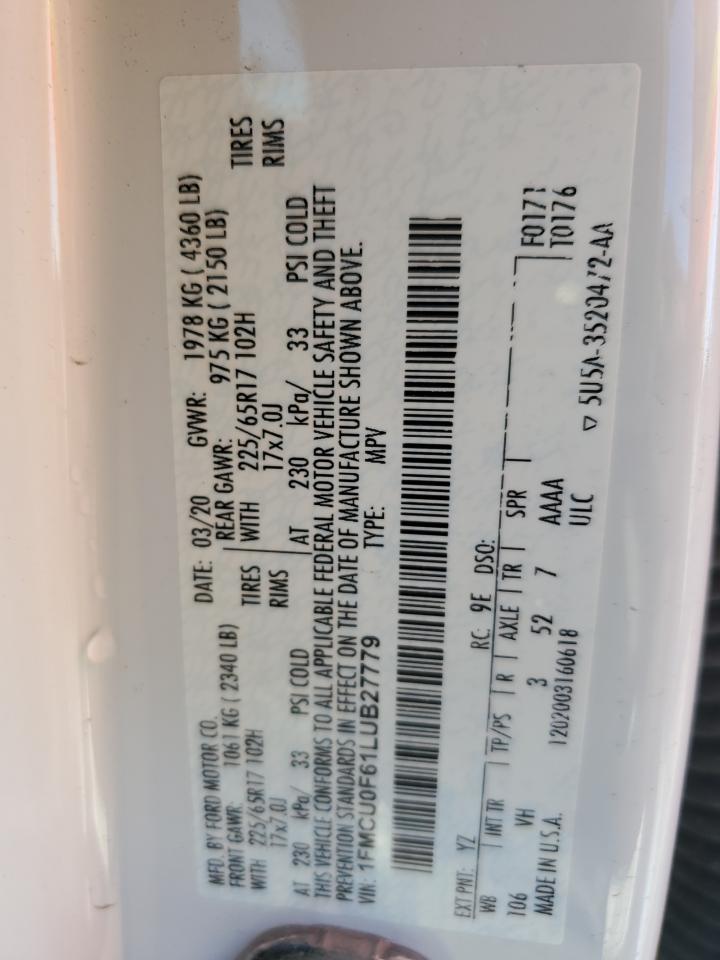 MFD. BY FORD MOTOR CO. DATE: 03/20 GVWR: 1978 KG ( 4360 LB)
FRONT GAWR: 1061 KG ( 2340 LB) REAR GAWR: 975 KG ( 2150 LB)
WITH 225/65R17 102H TIRES WITH 225/65R17 102H TIRES
17x7.0J RIMS 17x7.0J RIMS
AT 230 kPa/ 33 PSI COLD AT 230 kPa/ 33 PSI COLD
THIS VEHICLE CONFORMS TO ALL APPLICABLE FEDERAL MOTOR VEHICLE SAFETY AND THEFT
PREVENTION STANDARDS IN EFFECT ON THE DATE OF MANUFACTURE SHOWN ABOVE.
VIN: 1FMCU0F61LUB27779 TYPE: MPV
EXT PNT: YZ RC: 9E DSO:
WB INT TR TP/PS R AXLE TR SPR F0171
106 VH 3 52 7 AAAA T0176
MADE IN U.S.A. 1202003160618 ULC
▽ 5U5A-3520472-AA